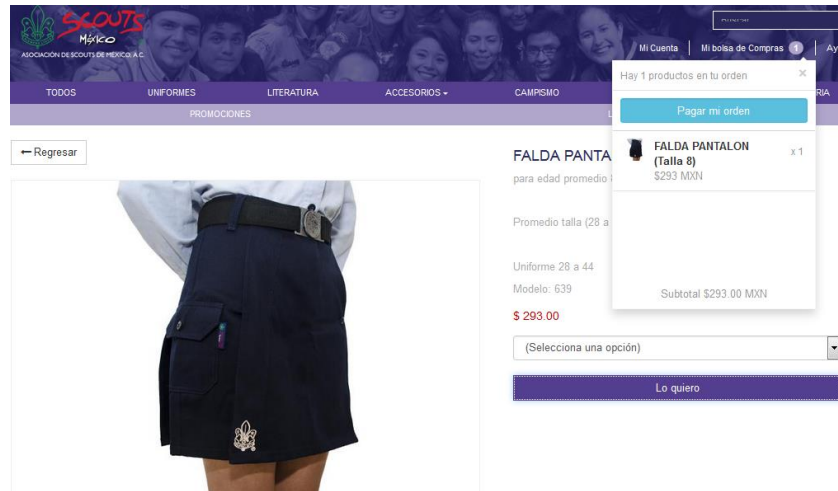 SCOUTS
México
ASOCIACIÓN DE SCOUTS DE MÉXICO, A.C.
Buscar
Mi Cuenta | Mi bolsa de Compras 1 | Ay
TODOS UNIFORMES LITERATURA ACCESORIOS CAMPISMO RIA
PROMOCIONES L
Hay 1 productos en tu orden ×
Pagar mi orden
FALDA PANTALON x 1
(Talla 8)
$293 MXN
Subtotal $293.00 MXN
Regresar
FALDA PANTA
para edad promedio
Promedio talla (28 a
Uniforme 28 a 44
Modelo: 639
$ 293.00
(Selecciona una opción)
Lo quiero